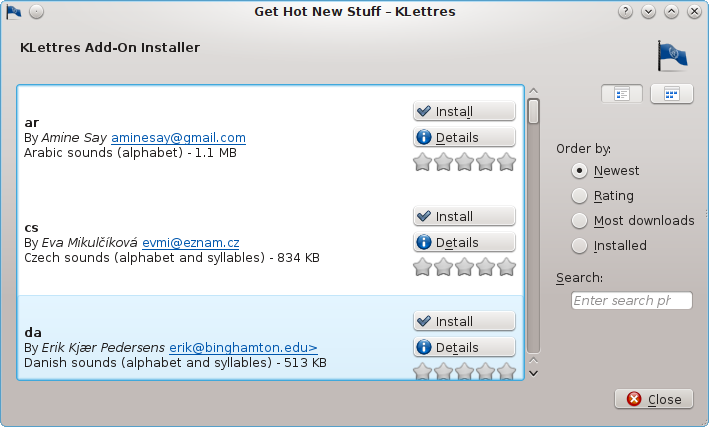 Get Hot New Stuff – KLettres
KLettres Add-On Installer
ar
By Amine Say aminesay@gmail.com
Arabic sounds (alphabet) - 1.1 MB
Install
Details
cs
By Eva Mikulčíková evmi@eznam.cz
Czech sounds (alphabet and syllables) - 834 KB
Install
Details
da
By Erik Kjær Pedersens erik@binghamton.edu>
Danish sounds (alphabet and syllables) - 513 KB
Install
Details
Order by:
Newest
Rating
Most downloads
Installed
Search:
Enter search ph
Close